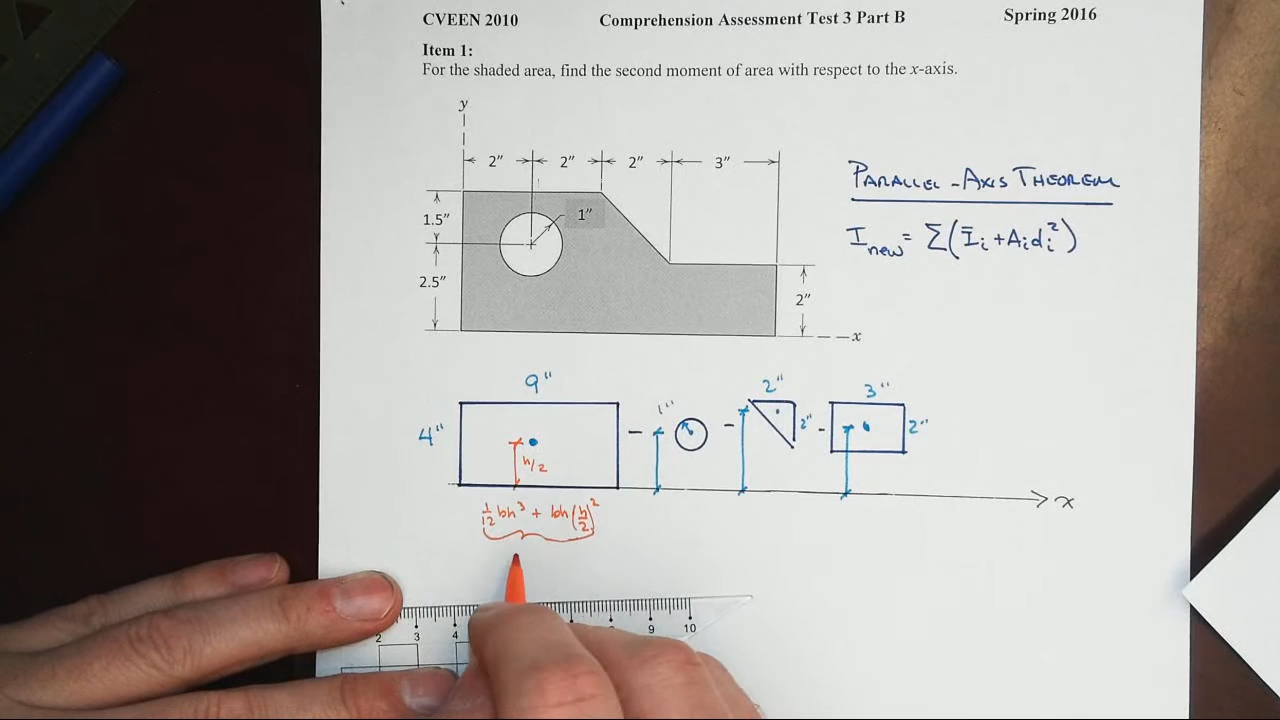 CVEEN 2010 Comprehension Assessment Test 3 Part B Spring 2016
Item 1:
For the shaded area, find the second moment of area with respect to the x-axis.
y
2" 2" 2" 3"
1.5"
1"
2.5"
2"
x
PARALLEL-AXIS THEOREM
I_new = Σ(Ī_i + A_i d_i²)
9" 1" 2" 3"
4" - - 2" - 2"
h/2
x
1/12 bh³ + bh(h/2)²
2 3 4 9 10